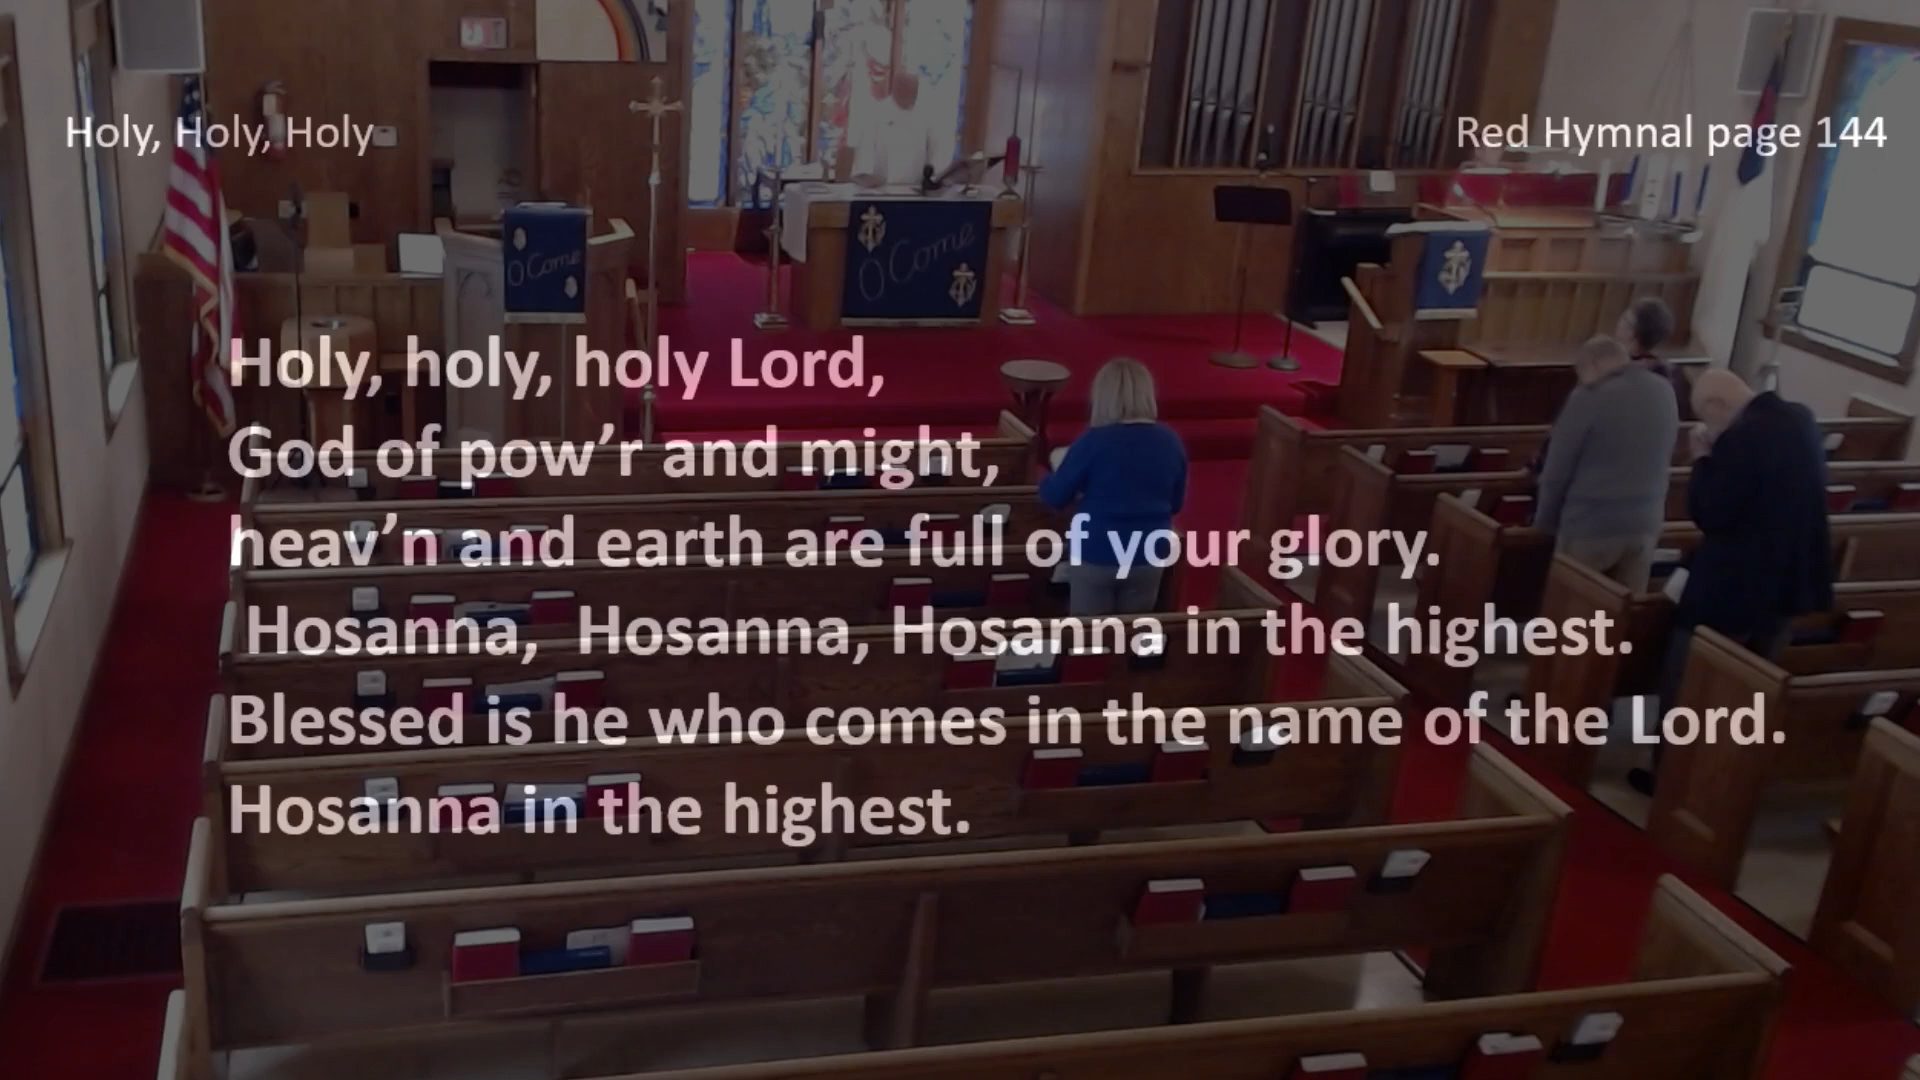 Holy, Holy, Holy
Red Hymnal page 144
O Come
O Come
Holy, holy, holy Lord,
God of pow’r and might,
heav’n and earth are full of your glory.
Hosanna, Hosanna, Hosanna in the highest.
Blessed is he who comes in the name of the Lord.
Hosanna in the highest.